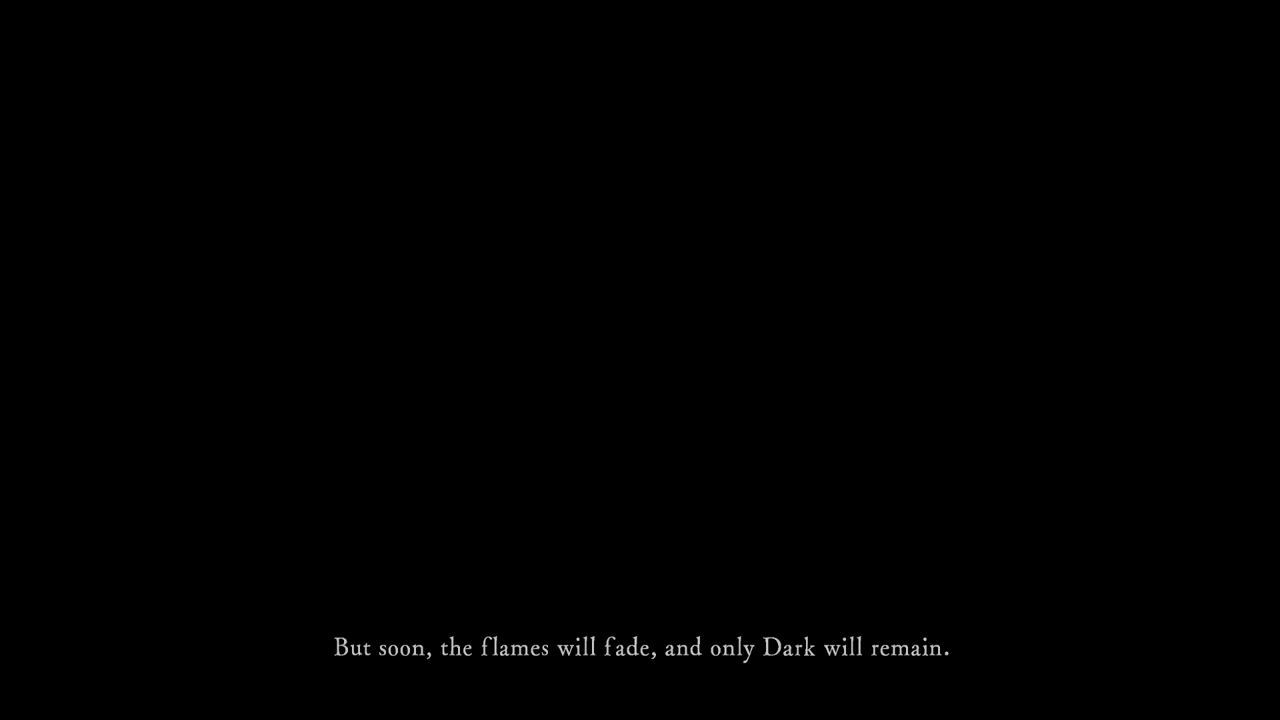 But soon, the flames will fade, and only Dark will remain.